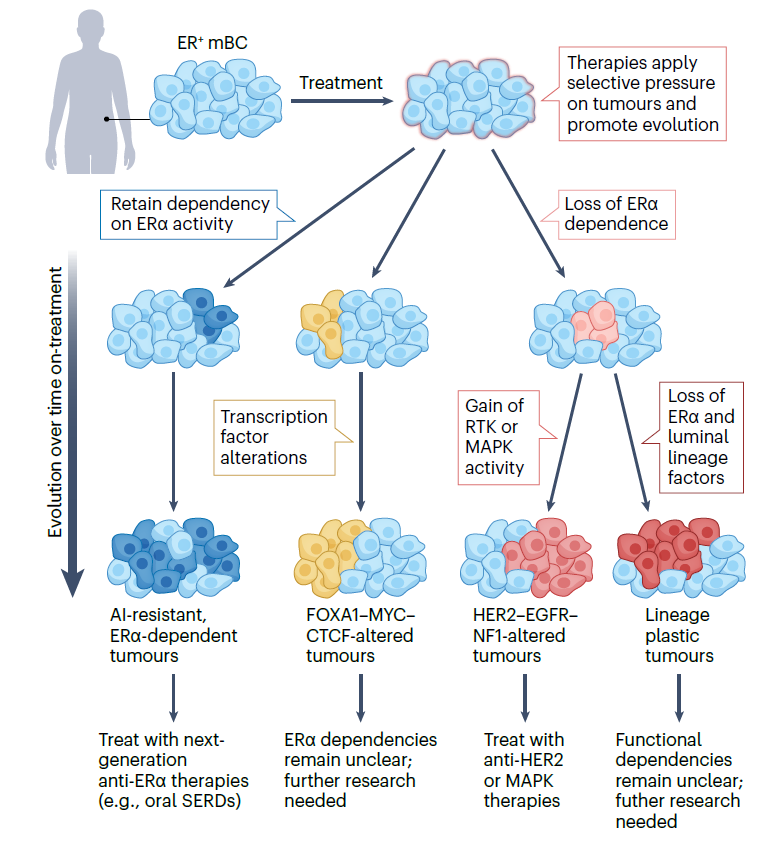 ER⁺ mBC
Treatment
Therapies apply
selective pressure
on tumours and
promote evolution
Retain dependency
on ERα activity
Loss of ERα
dependence
Evolution over time on-treatment
Transcription
factor
alterations
Gain of
RTK or
MAPK
activity
Loss of
ERα and
luminal
lineage
factors
AI-resistant,
ERα-dependent
tumours
FOXA1–MYC–
CTCF-altered
tumours
HER2–EGFR–
NF1-altered
tumours
Lineage
plastic
tumours
Treat with next-
generation
anti-ERα therapies
(e.g., oral SERDs)
ERα dependencies
remain unclear;
further research
needed
Treat with
anti-HER2
or MAPK
therapies
Functional
dependencies
remain unclear;
futher research
needed